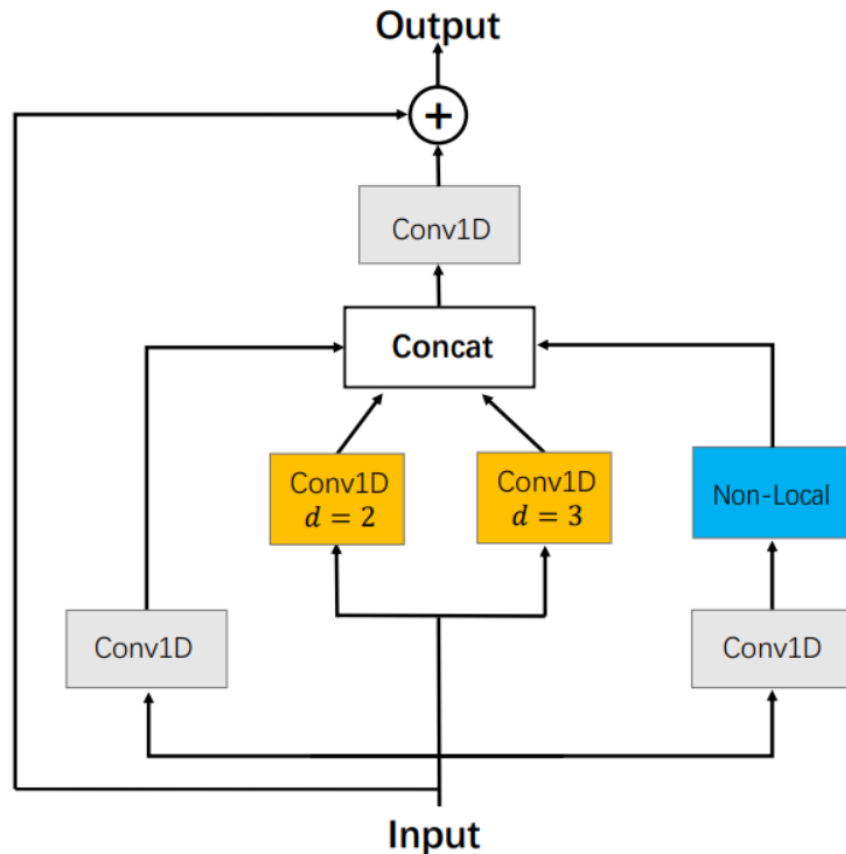 Output
+
Conv1D
Concat
Conv1D
d = 2
Conv1D
d = 3
Non-Local
Conv1D
Conv1D
Input